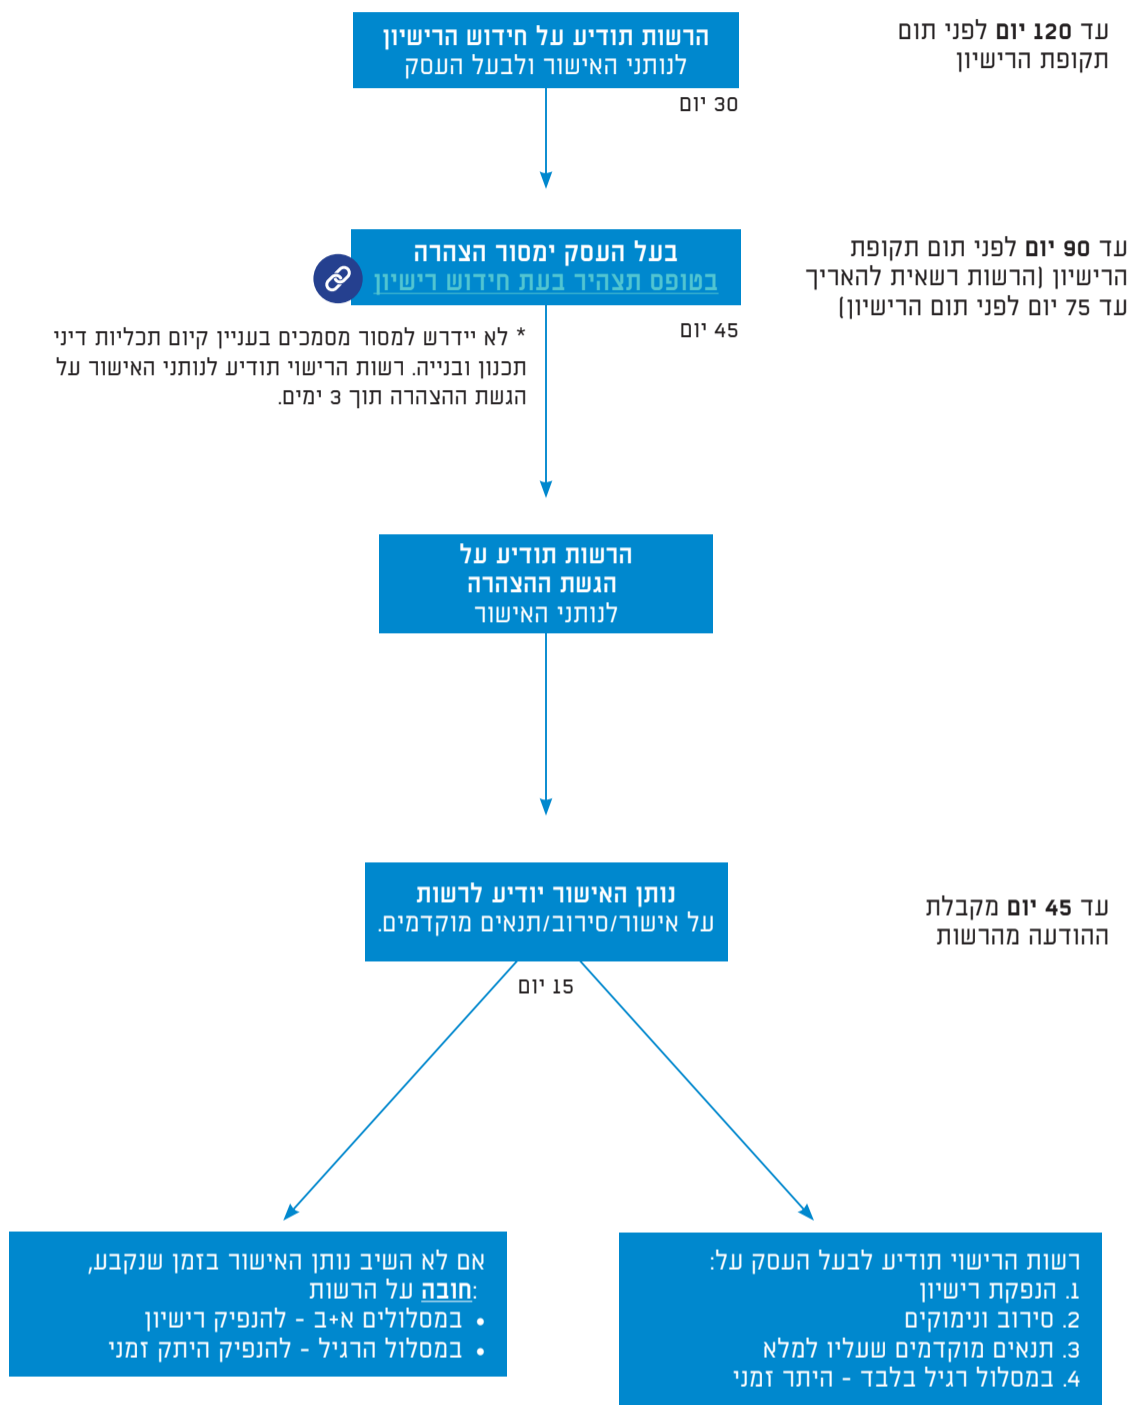 הרשות תודיע על חידוש הרישיון
לנותני האישור ולבעל העסק
עד 120 יום לפני תום
תקופת הרישיון
30 יום
בעל העסק ימסור הצהרה
בטופס תצהיר בעת חידוש רישיון
עד 90 יום לפני תום תקופת
הרישיון (הרשות רשאית להאריך
עד 75 יום לפני תום הרישיון)
45 יום
* לא יידרש למסור מסמכים בעניין קיום תכליות דיני
תכנון ובנייה. רשות הרישוי תודיע לנותני האישור על
הגשת ההצהרה תוך 3 ימים.
הרשות תודיע על
הגשת ההצהרה
לנותני האישור
נותן האישור יודיע לרשות
על אישור/סירוב/תנאים מוקדמים.
עד 45 יום מקבלת
ההודעה מהרשות
15 יום
רשות הרישוי תודיע לבעל העסק על:
1. הנפקת רישיון
2. סירוב ונימוקים
3. תנאים מוקדמים שעליו למלא
4. במסלול רגיל בלבד - היתר זמני
אם לא השיב נותן האישור בזמן שנקבע,
:חובה על הרשות
• במסלולים א+ב - להנפיק רישיון
• במסלול הרגיל - להנפיק היתק זמני